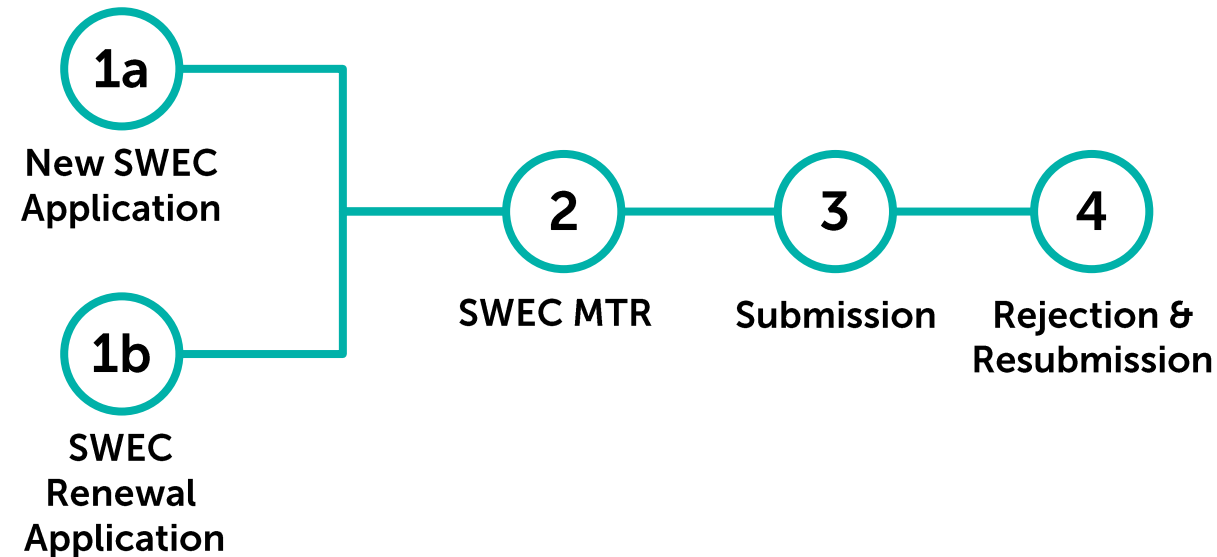 1a
New SWEC
Application
1b
SWEC
Renewal
Application
2
SWEC MTR
3
Submission
4
Rejection &
Resubmission